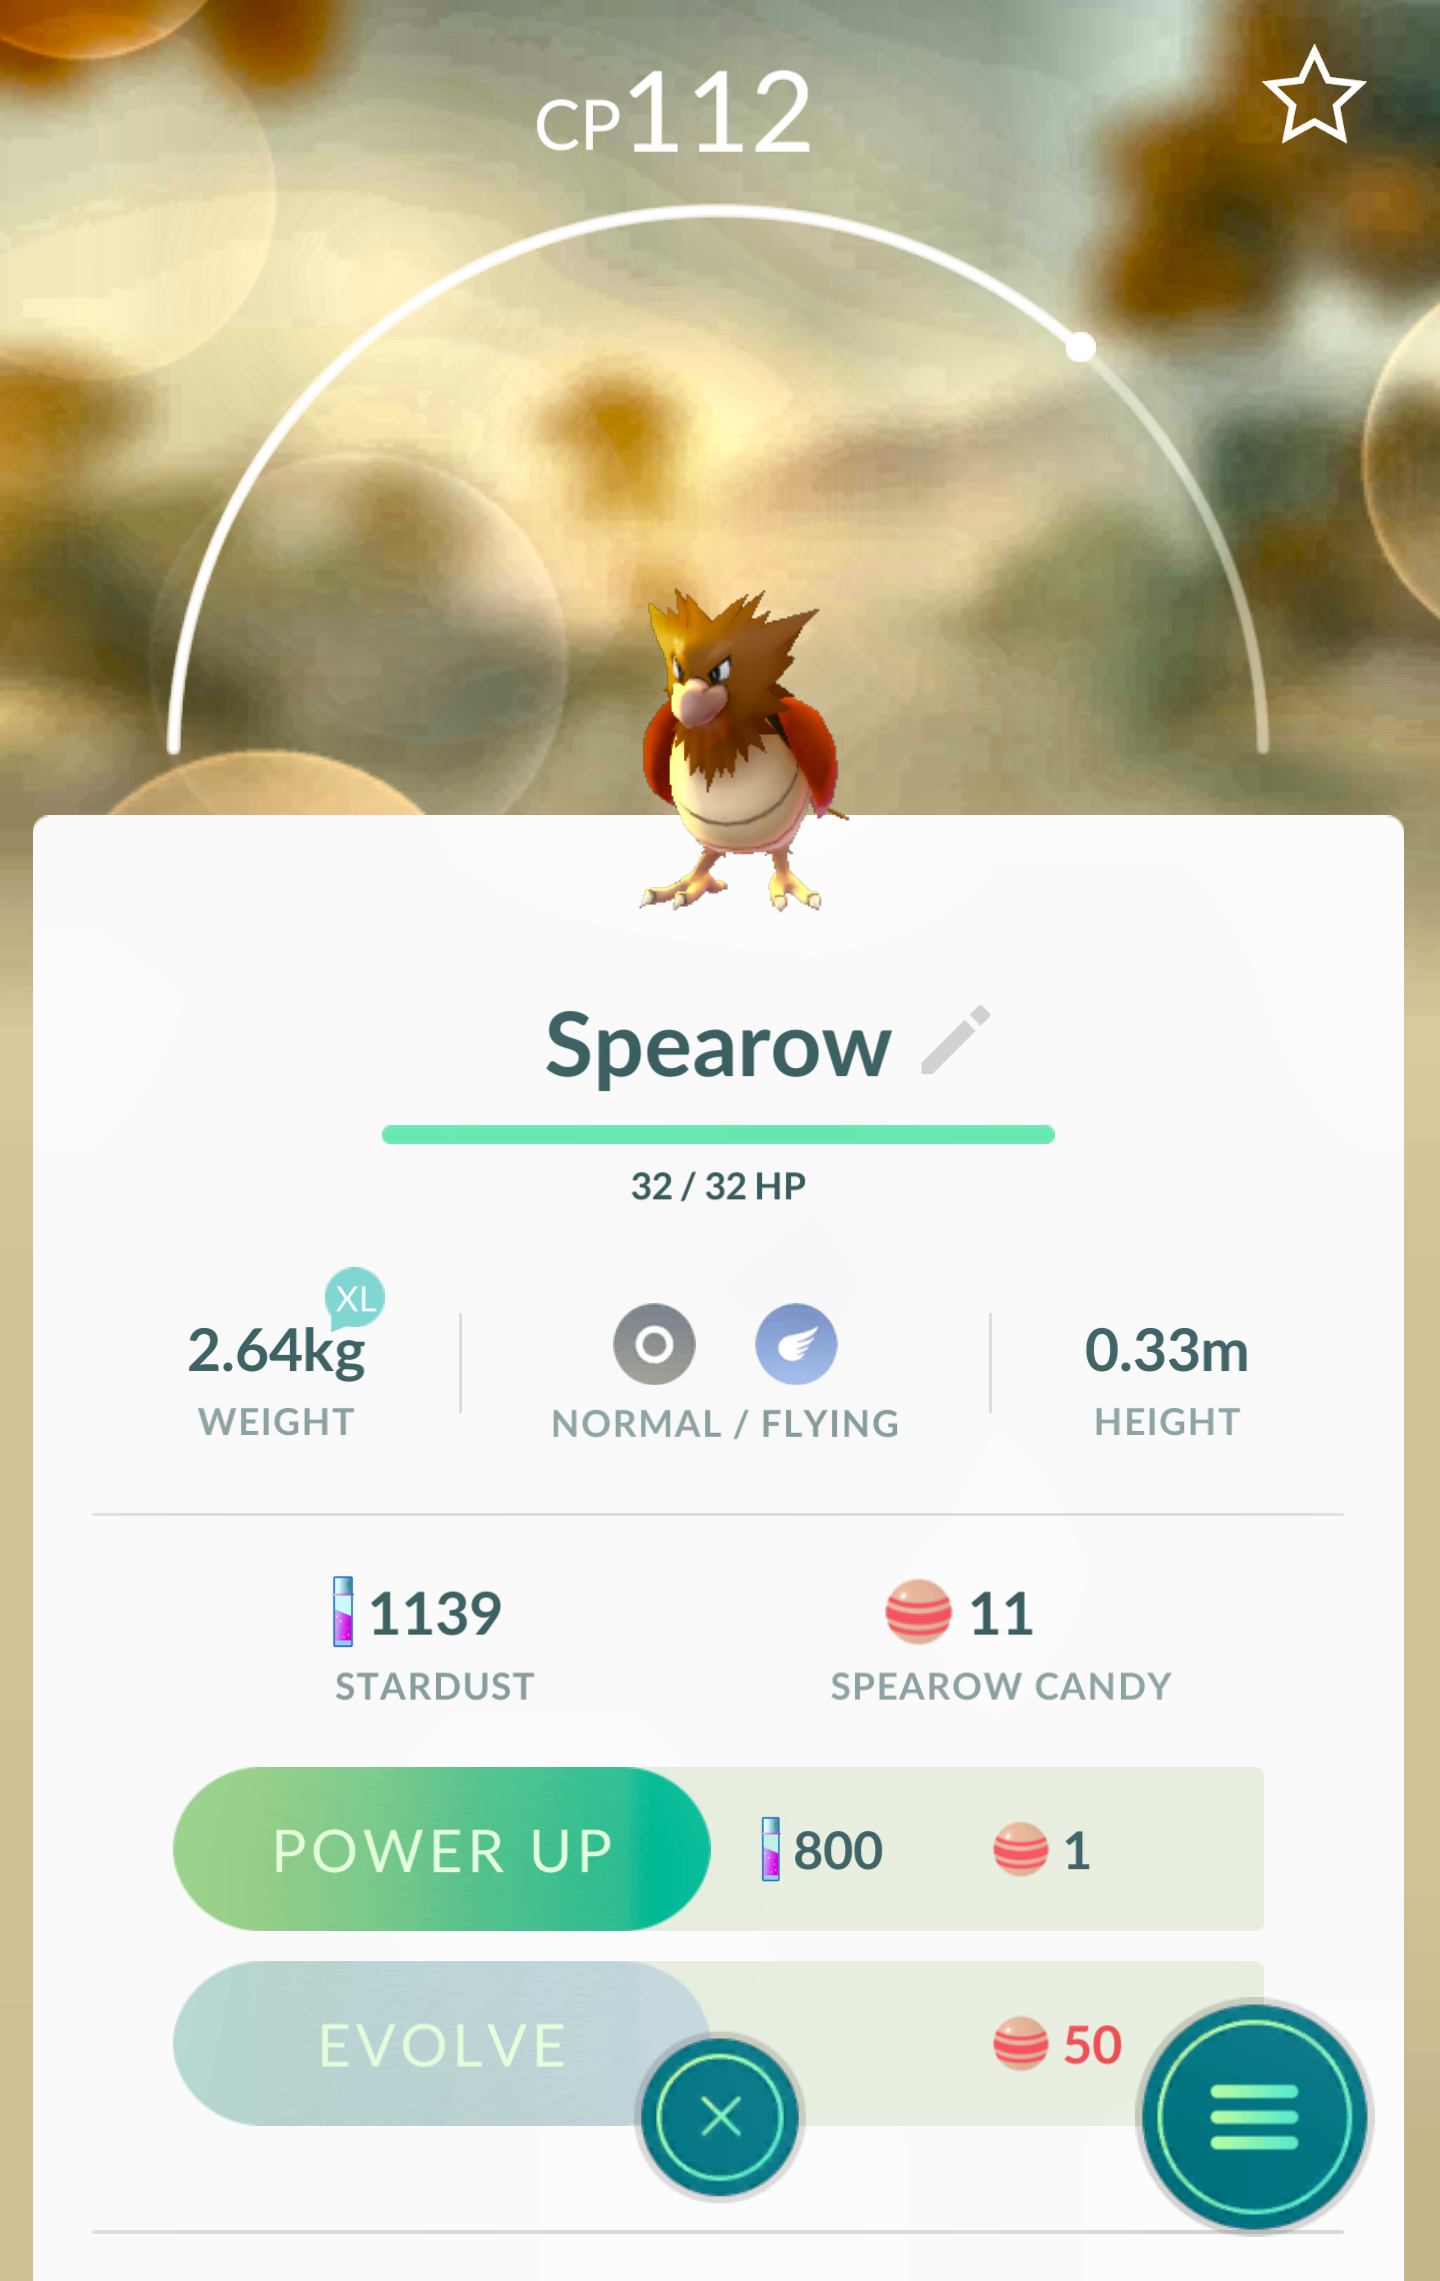 CP112
Spearow
32 / 32 HP
XL
2.64kg
WEIGHT
NORMAL / FLYING
0.33m
HEIGHT
1139
STARDUST
11
SPEAROW CANDY
POWER UP 800 1
EVOLVE 50